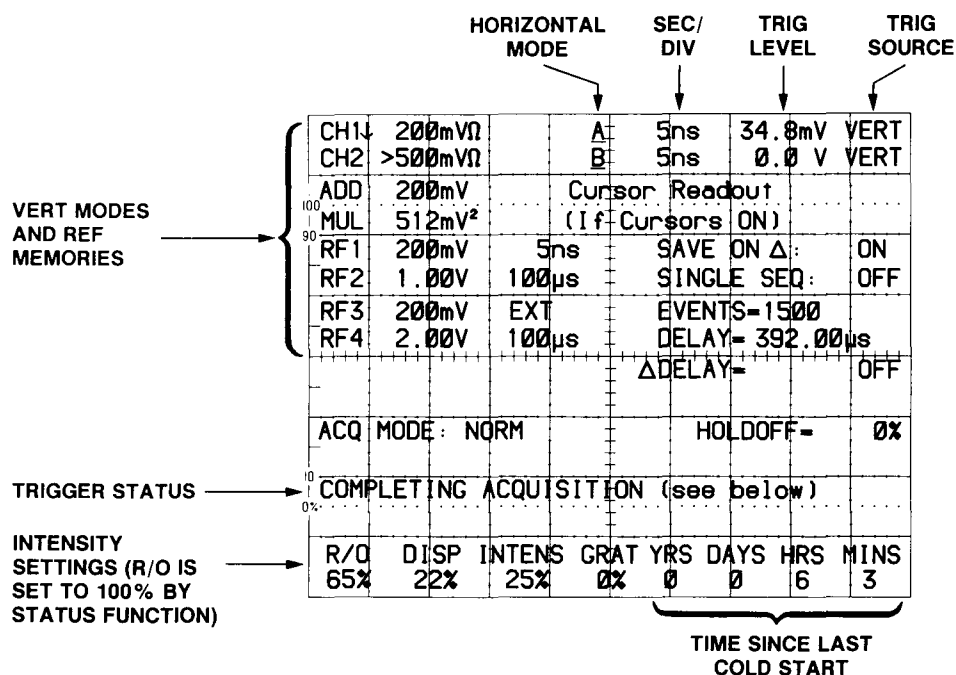 HORIZONTAL MODE
SEC/ DIV
TRIG LEVEL
TRIG SOURCE
CH1↓ 200mVΩ A 5ns 34.8mV VERT
CH2 >500mVΩ B 5ns 0.0 V VERT
ADD 200mV Cursor Readout
100
MUL 512mV² (If Cursors ON)
90
RF1 200mV 5ns SAVE ON Δ: ON
RF2 1.00V 100µs SINGLE SEQ: OFF
RF3 200mV EXT EVENTS=1500
RF4 2.00V 100µs DELAY= 392.00µs
ΔDELAY= OFF
ACQ MODE: NORM HOLDOFF= 0%
10
COMPLETING ACQUISITION (see below)
0%
R/O DISP INTENS GRAT YRS DAYS HRS MINS
65% 22% 25% 0% 0 0 6 3
VERT MODES
AND REF
MEMORIES
TRIGGER STATUS
INTENSITY
SETTINGS (R/O IS
SET TO 100% BY
STATUS FUNCTION)
TIME SINCE LAST
COLD START